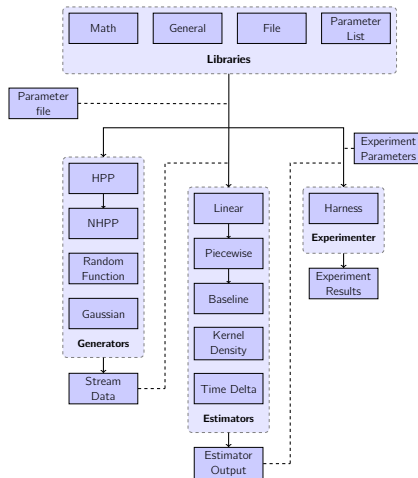 Math
General
File
Parameter
List
Libraries
Parameter
file
Experiment
Parameters
HPP
NHPP
Random
Function
Gaussian
Generators
Stream
Data
Linear
Piecewise
Baseline
Kernel
Density
Time Delta
Estimators
Estimator
Output
Harness
Experimenter
Experiment
Results